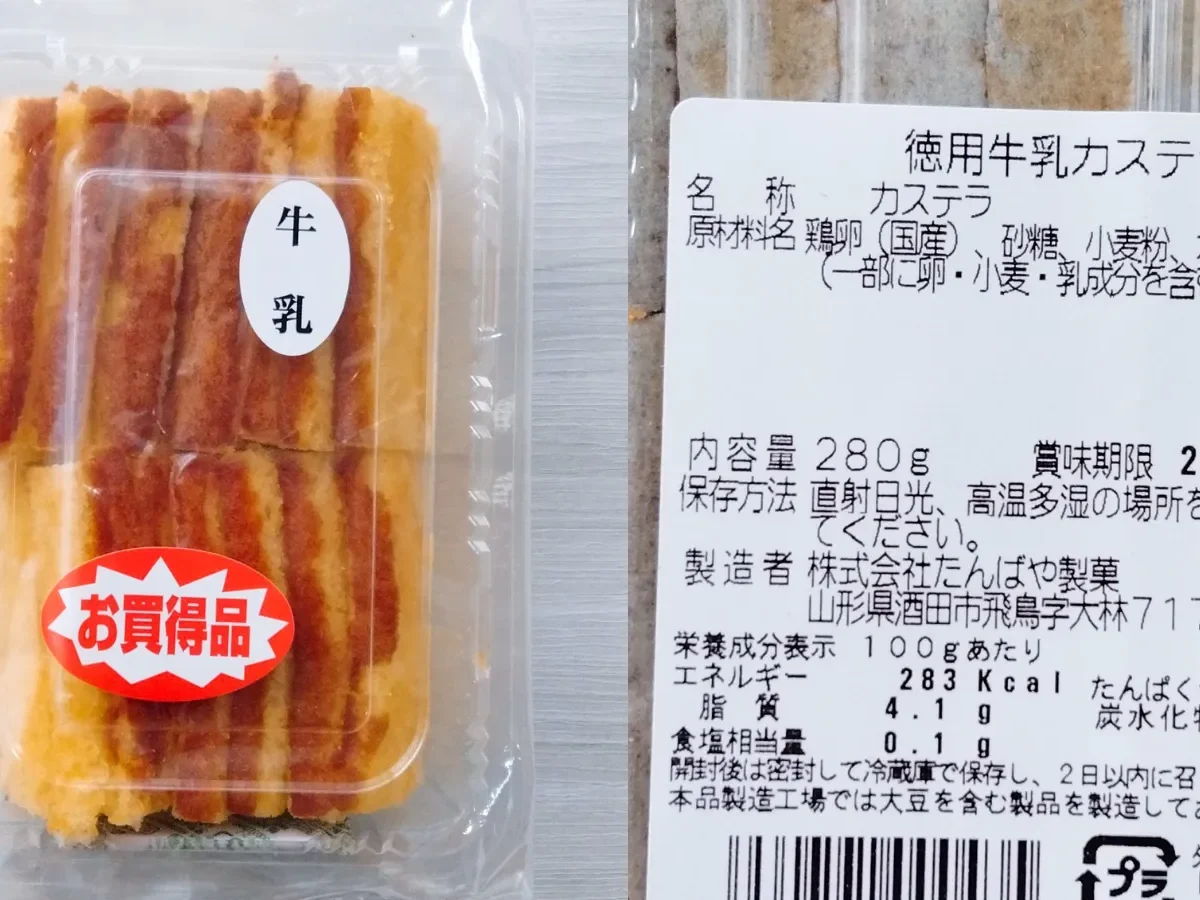 牛乳
お買得品
徳用牛乳カステ
名称 カステラ
原材料名 鶏卵（国産）、砂糖、小麦粉、
（一部に卵・小麦・乳成分を含
内容量 280g 賞味期限 2
保存方法 直射日光、高温多湿の場所を
てください。
製造者 株式会社たんばや製菓
山形県酒田市飛鳥字大林717
栄養成分表示 100gあたり
エネルギー 283Kcal たんぱく
脂質 4.1g 炭水化物
食塩相当量 0.1g
開封後は密封して冷蔵庫で保存し、2日以内に召
本品製造工場では大豆を含む製品を製造して
プラ